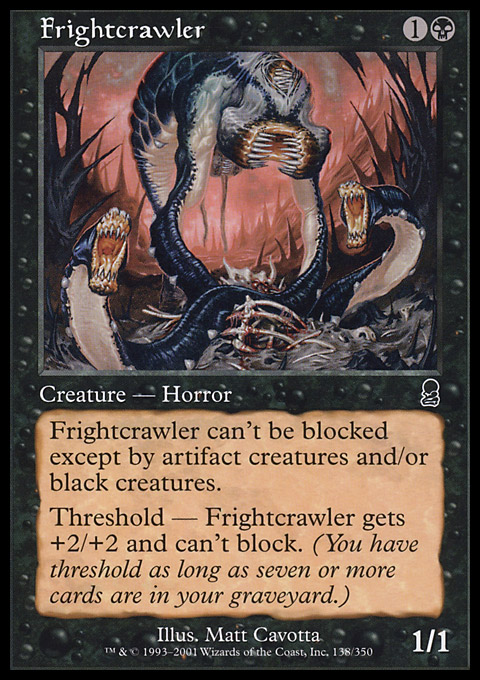 Frightcrawler 1
Creature — Horror
Frightcrawler can't be blocked
except by artifact creatures and/or
black creatures.
Threshold — Frightcrawler gets
+2/+2 and can't block. (You have
threshold as long as seven or more
cards are in your graveyard.)
Illus. Matt Cavotta
™ & © 1993–2001 Wizards of the Coast, Inc. 138/350
1/1